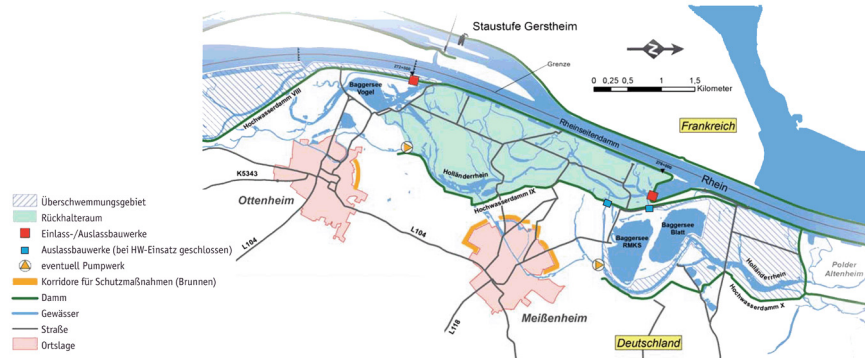 Staustufe Gerstheim
Grenze
N
0 0,25 0,5 1 1,5
Kilometer
Baggersee
Vogel
Hochwasserdamm VIII
Rheinseitendamm
Frankreich
Rhein
K5343
Ottenheim
Holländerrhein
Hochwasserdamm IX
L104
L104
Baggersee
RMKS
Baggersee
Blatt
Holländerrhein
Polder
Altenheim
Hochwasserdamm X
Meißenheim
L118
Deutschland
Überschwemmungsgebiet
Rückhalteraum
Einlass-/Auslassbauwerke
Auslassbauwerke (bei HW-Einsatz geschlossen)
eventuell Pumpwerk
Korridore für Schutzmaßnahmen (Brunnen)
Damm
Gewässer
Straße
Ortslage